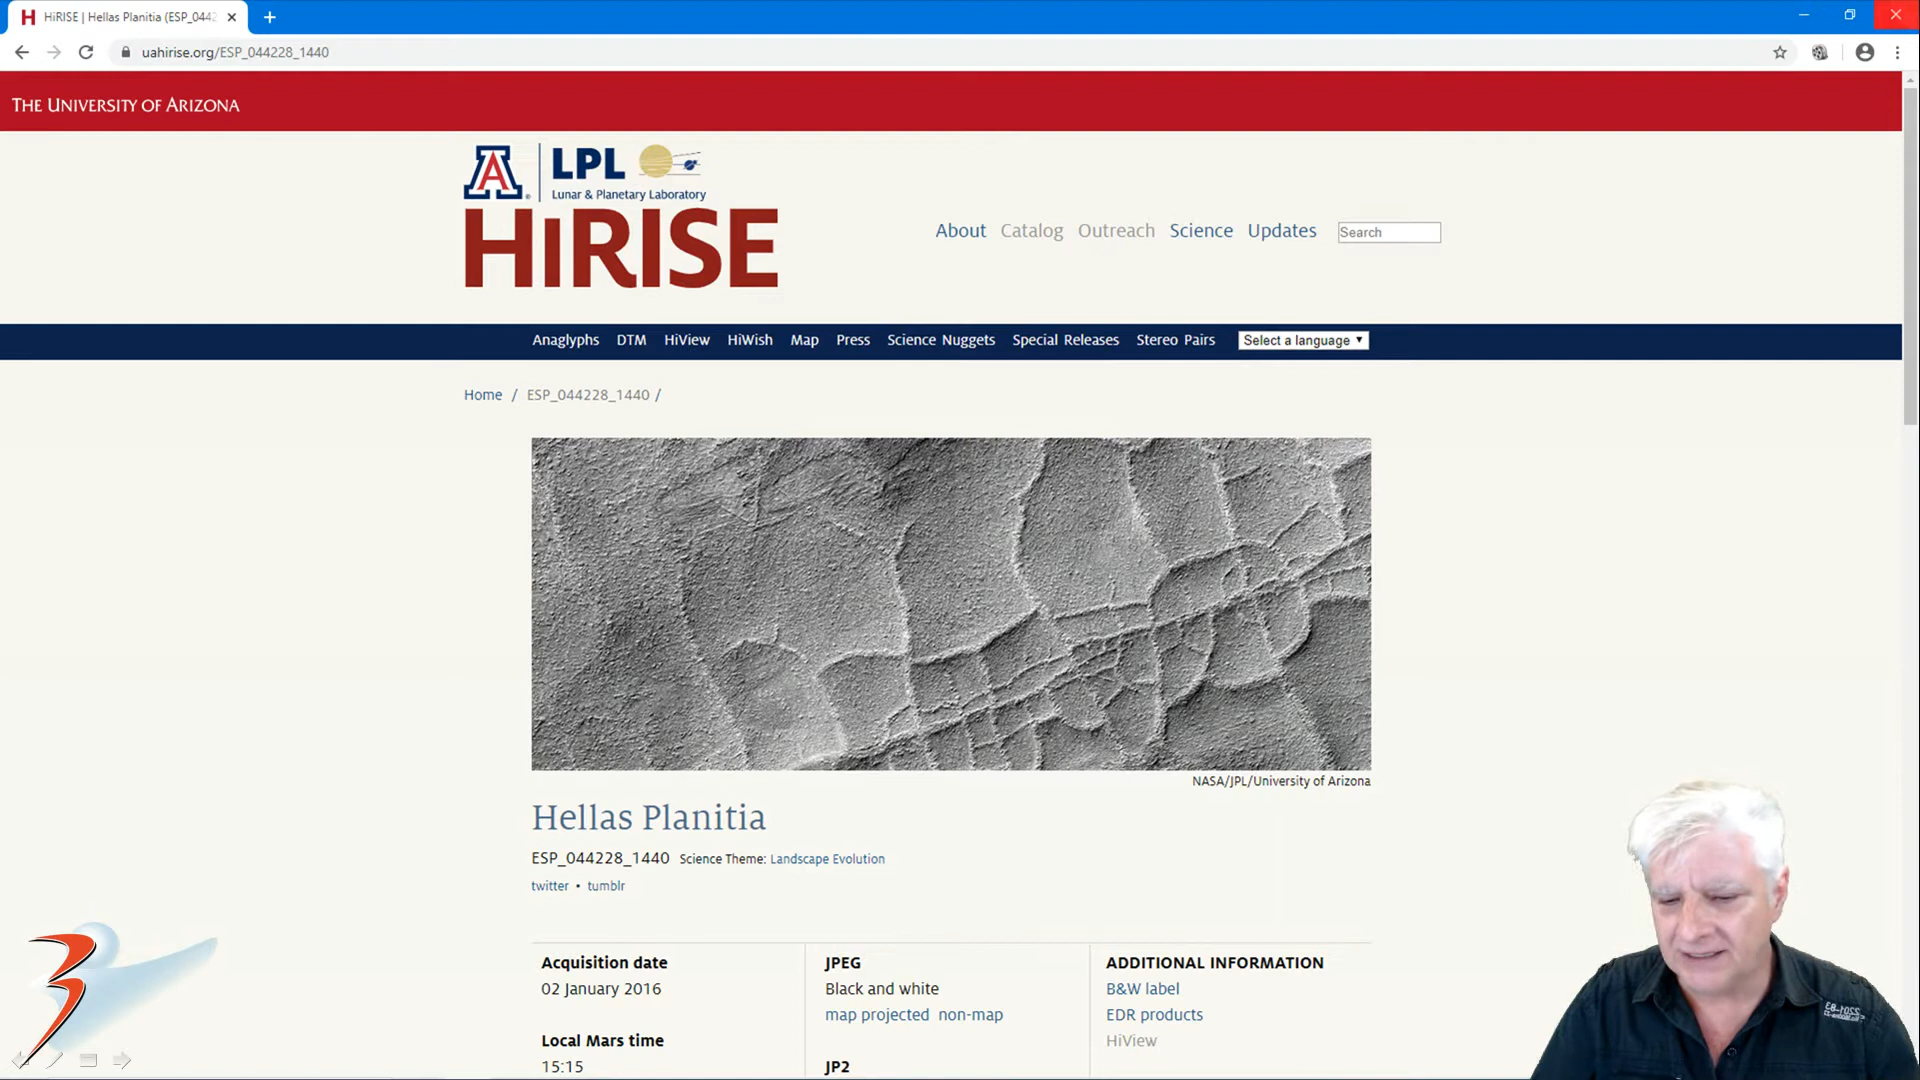 HiRISE | Hellas Planitia (ESP_044
uahirise.org/ESP_044228_1440
THE UNIVERSITY OF ARIZONA
A LPL
Lunar & Planetary Laboratory
HiRISE
About Catalog Outreach Science Updates Search
Anaglyphs DTM HiView HiWish Map Press Science Nuggets Special Releases Stereo Pairs Select a language
Home / ESP_044228_1440 /
NASA/JPL/University of Arizona
Hellas Planitia
ESP_044228_1440 Science Theme: Landscape Evolution
twitter • tumblr
Acquisition date
02 January 2016
Local Mars time
15:15
JPEG
Black and white
map projected non-map
JP2
ADDITIONAL INFORMATION
B&W label
EDR products
HiView